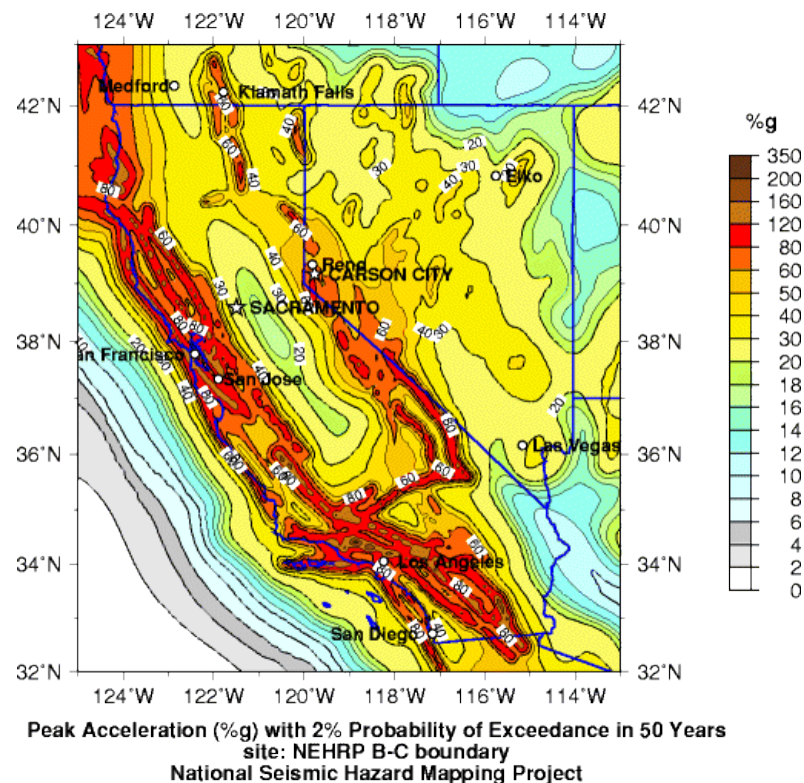 124˚W 122˚W 120˚W 118˚W 116˚W 114˚W
Medford
Klamath Falls
42˚N 42˚N
Elko
40˚N 40˚N
Reno
CARSON CITY
SACRAMENTO
38˚N 38˚N
an Francisco
San Jose
36˚N 36˚N
Las Vegas
34˚N 34˚N
Los Angeles
San Diego
32˚N 32˚N
124˚W 122˚W 120˚W 118˚W 116˚W 114˚W
%g
350
200
160
120
80
60
50
40
30
20
18
16
14
12
10
8
6
4
2
0
Peak Acceleration (%g) with 2% Probability of Exceedance in 50 Years
site: NEHRP B-C boundary
National Seismic Hazard Mapping Project